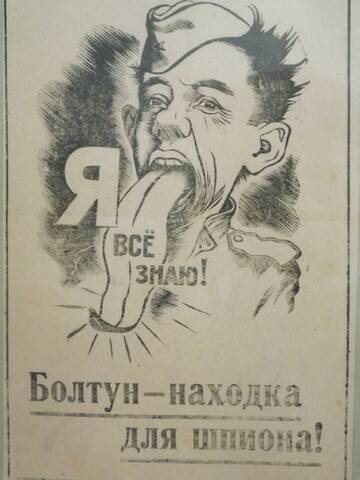 Я
ВСЁ
ЗНАЮ!
Болтун – находка
для шпиона!